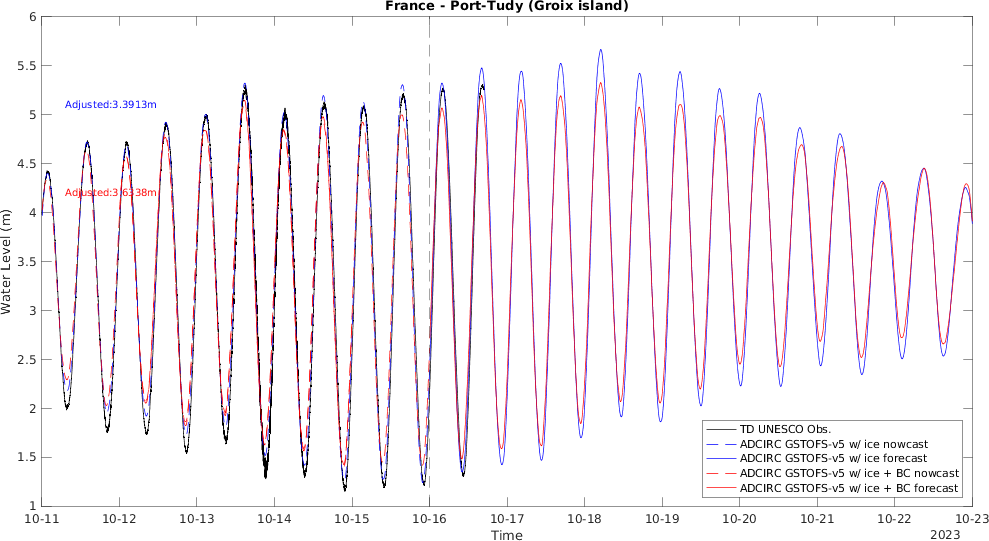 France - Port-Tudy (Groix island)
6
5.5
5
4.5
4
3.5
3
2.5
2
1.5
1
Water Level (m)
Adjusted:3.3913m
Adjusted:3.6338m
TD UNESCO Obs.
ADCIRC GSTOFS-v5 w/ ice nowcast
ADCIRC GSTOFS-v5 w/ ice forecast
ADCIRC GSTOFS-v5 w/ ice + BC nowcast
ADCIRC GSTOFS-v5 w/ ice + BC forecast
10-11 10-12 10-13 10-14 10-15 10-16 10-17 10-18 10-19 10-20 10-21 10-22 10-23
Time
2023